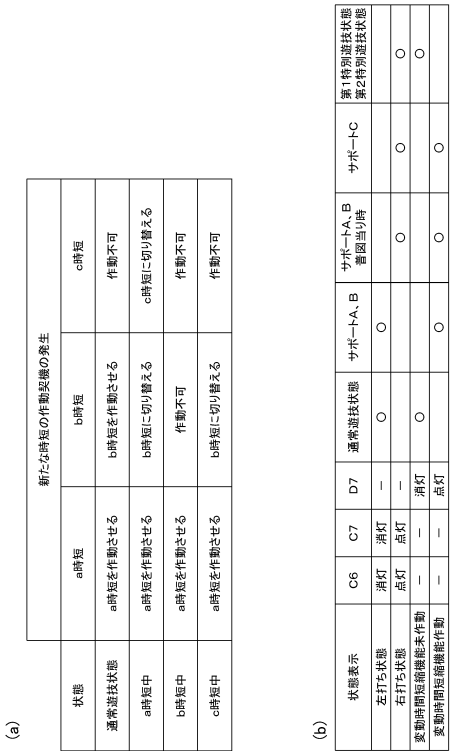 (a)
状態 新たな時短の作動契機の発生
a時短 b時短 c時短
通常遊技状態 a時短を作動させる b時短を作動させる 作動不可
a時短中 a時短を作動させる b時短に切り替える c時短に切り替える
b時短中 a時短を作動させる 作動不可 作動不可
c時短中 a時短を作動させる b時短に切り替える 作動不可
(b)
状態表示 C6 C7 D7 通常遊技状態 サポートA、B サポートA、B 普図当り時 サポートC 第1特別遊技状態 第2特別遊技状態
左打ち状態 消灯 消灯 － ○ ○
右打ち状態 点灯 点灯 － ○ ○ ○
変動時間短縮機能未作動 － － 消灯 ○ ○
変動時間短縮機能作動 － － 点灯 ○ ○ ○